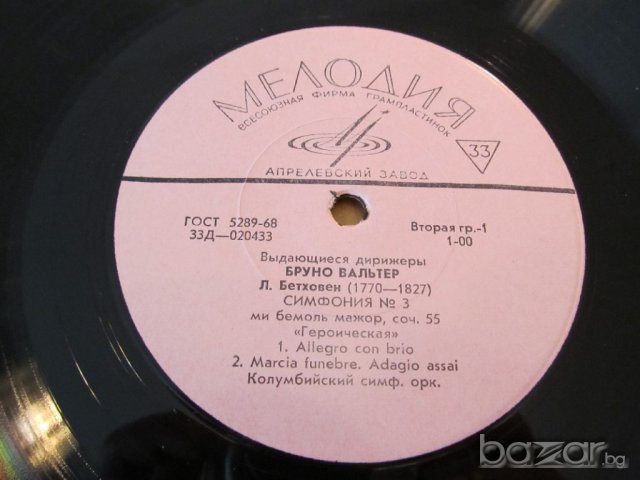 МЕЛОДИЯ
ВСЕСОЮЗНАЯ ФИРМА ГРАМПЛАСТИНОК
33
АПРЕЛЕВСКИЙ ЗАВОД
ГОСТ 5289-68
33Д—020433
Вторая гр.-1
1-00
Выдающиеся дирижеры
БРУНО ВАЛЬТЕР
Л. Бетховен (1770—1827)
СИМФОНИЯ № 3
ми бемоль мажор, соч. 55
«Героическая»
1. Allegro con brio
2. Marcia funebre. Adagio assai
Колумбийский симф. орк.
bazar.bg